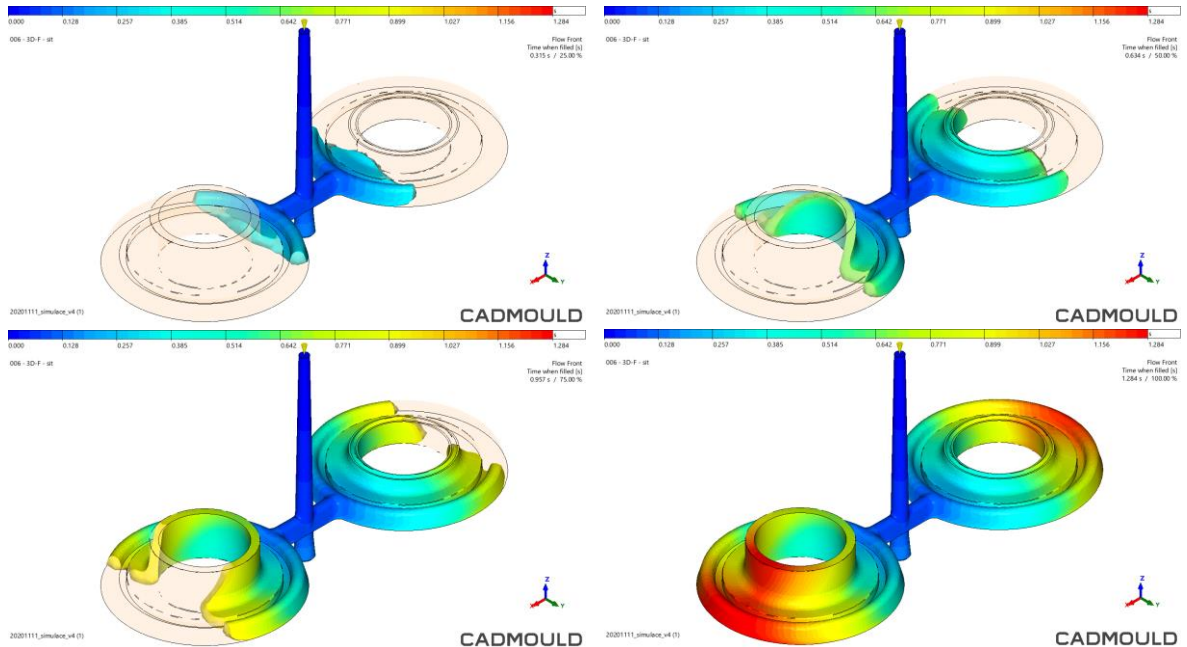 0.000 0.128 0.257 0.385 0.514 0.642 0.771 0.899 1.027 1.156 1.284 s
006 - 3D-F - sit
Flow Front
Time when filled [s]
0.315 s / 25.00 %
Z
X Y
20201111_simulace_v4 (1)
CADMOULD
0.000 0.128 0.257 0.385 0.514 0.642 0.771 0.899 1.027 1.156 1.284 s
006 - 3D-F - sit
Flow Front
Time when filled [s]
0.634 s / 50.00 %
Z
X Y
20201111_simulace_v4 (1)
CADMOULD
0.000 0.128 0.257 0.385 0.514 0.642 0.771 0.899 1.027 1.156 1.284 s
006 - 3D-F - sit
Flow Front
Time when filled [s]
0.957 s / 75.00 %
Z
X Y
20201111_simulace_v4 (1)
CADMOULD
0.000 0.128 0.257 0.385 0.514 0.642 0.771 0.899 1.027 1.156 1.284 s
006 - 3D-F - sit
Flow Front
Time when filled [s]
1.284 s / 100.00 %
Z
X Y
20201111_simulace_v4 (1)
CADMOULD